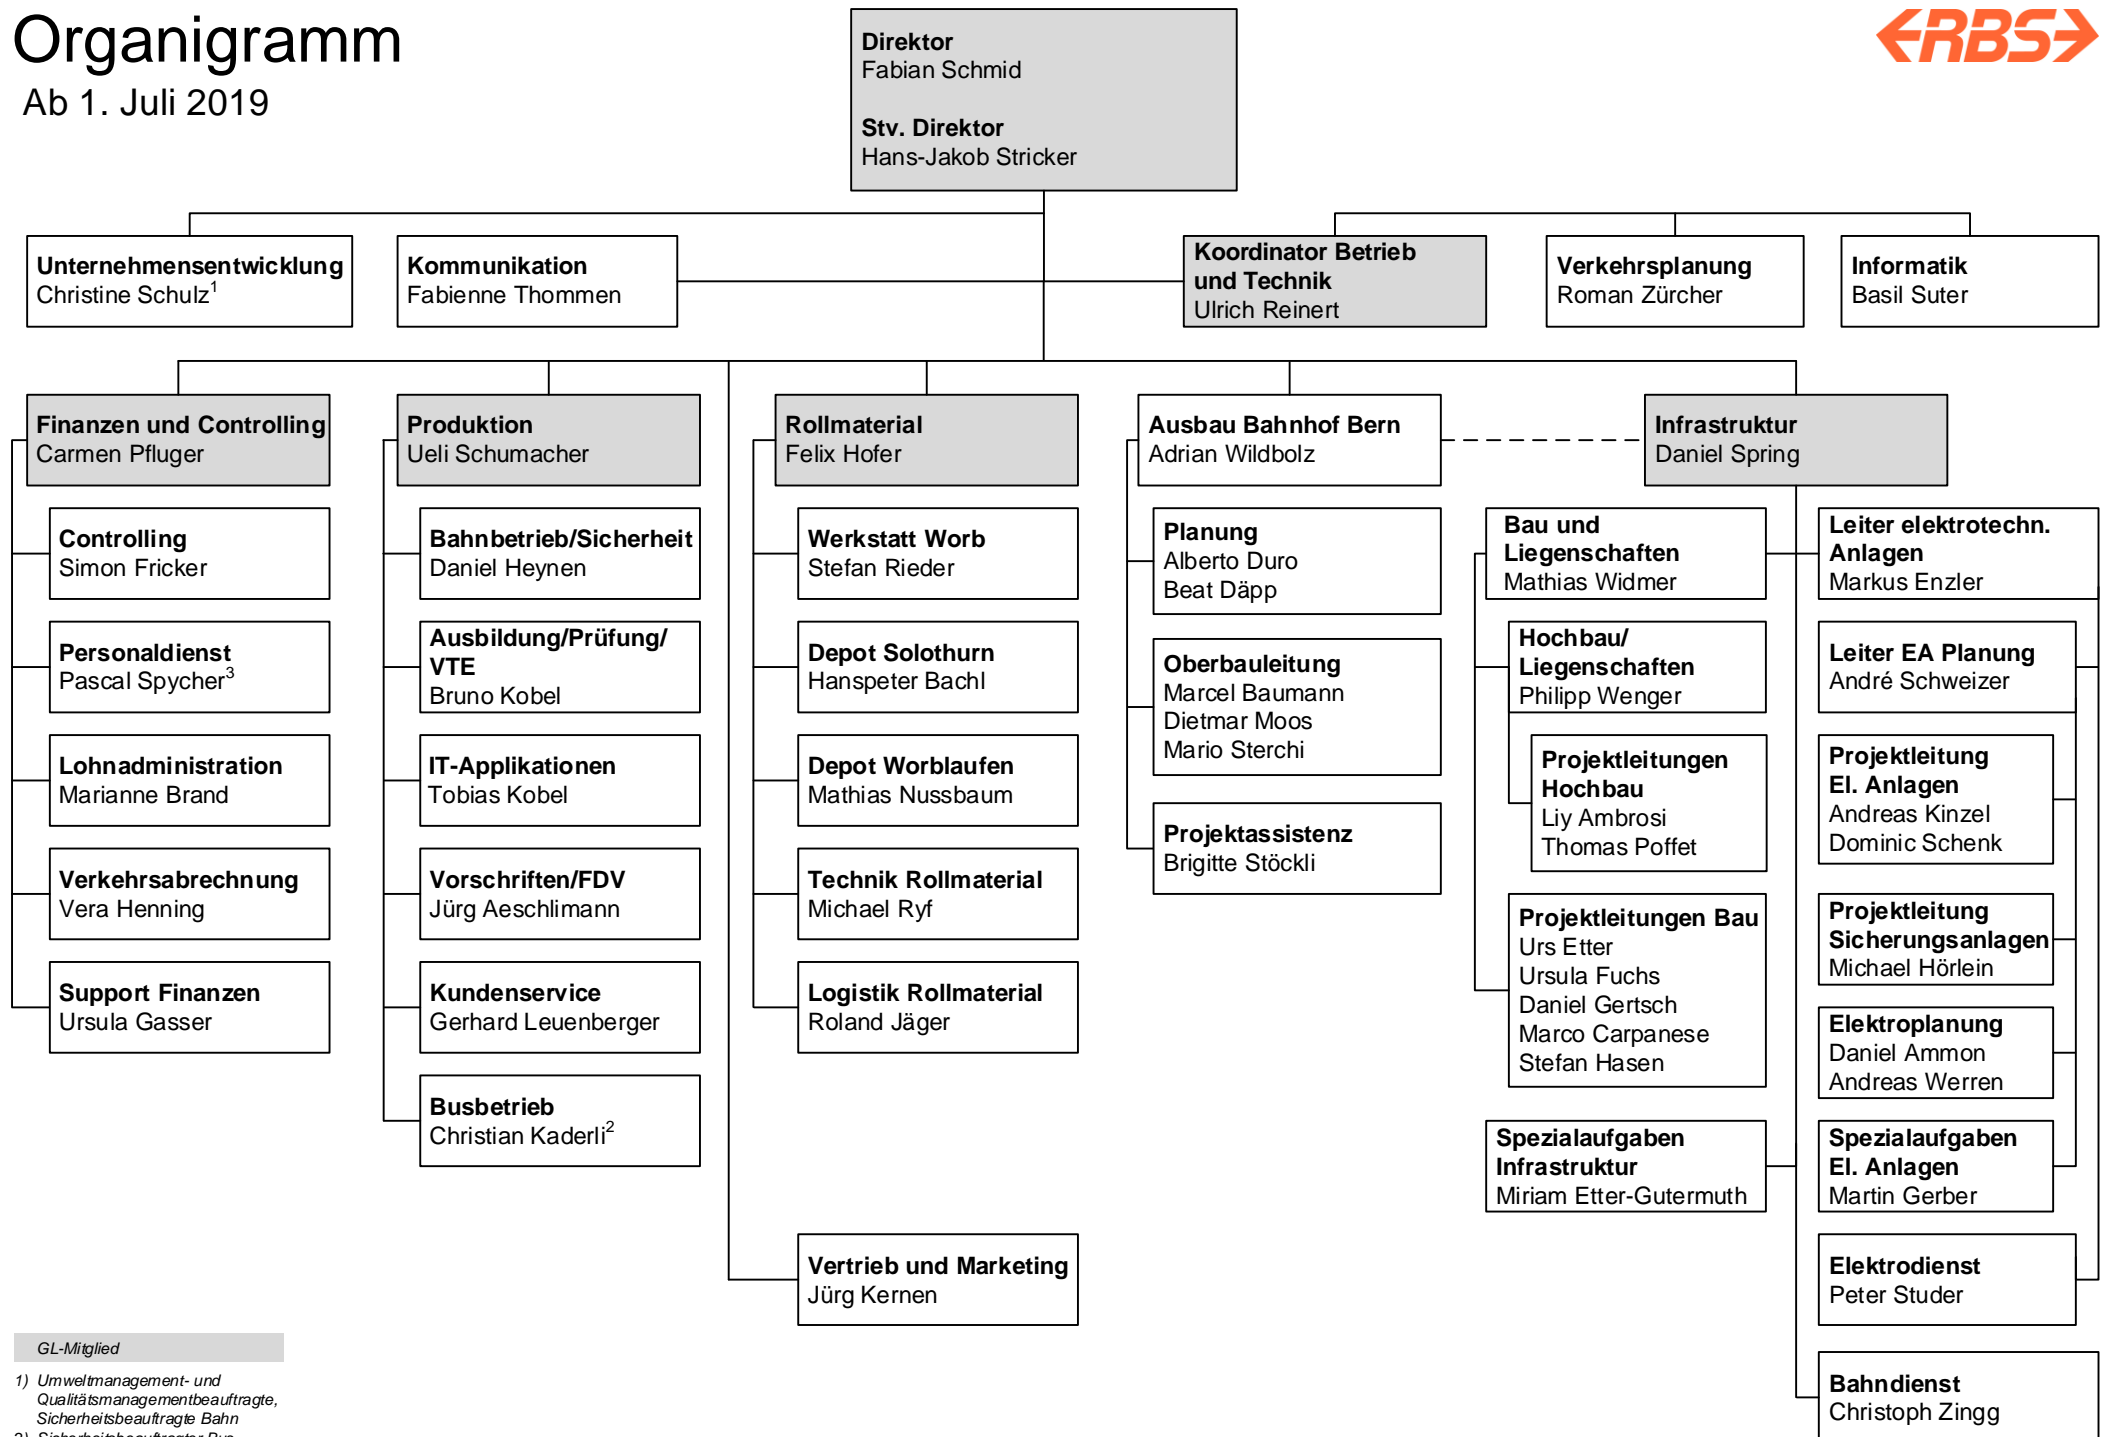 Organigramm
Ab 1. Juli 2019
RBS
Direktor
Fabian Schmid
Stv. Direktor
Hans-Jakob Stricker
Unternehmensentwicklung
Christine Schulz¹
Kommunikation
Fabienne Thommen
Koordinator Betrieb
und Technik
Ulrich Reinert
Verkehrsplanung
Roman Zürcher
Informatik
Basil Suter
Finanzen und Controlling
Carmen Pfluger
Controlling
Simon Fricker
Personaldienst
Pascal Spycher³
Lohnadministration
Marianne Brand
Verkehrsabrechnung
Vera Henning
Support Finanzen
Ursula Gasser
Produktion
Ueli Schumacher
Bahnbetrieb/Sicherheit
Daniel Heynen
Ausbildung/Prüfung/
VTE
Bruno Kobel
IT-Applikationen
Tobias Kobel
Vorschriften/FDV
Jürg Aeschlimann
Kundenservice
Gerhard Leuenberger
Busbetrieb
Christian Kaderli²
Rollmaterial
Felix Hofer
Werkstatt Worb
Stefan Rieder
Depot Solothurn
Hanspeter Bachl
Depot Worblaufen
Mathias Nussbaum
Technik Rollmaterial
Michael Ryf
Logistik Rollmaterial
Roland Jäger
Vertrieb und Marketing
Jürg Kernen
Ausbau Bahnhof Bern
Adrian Wildbolz
Planung
Alberto Duro
Beat Däpp
Oberbauleitung
Marcel Baumann
Dietmar Moos
Mario Sterchi
Projektassistenz
Brigitte Stöckli
Infrastruktur
Daniel Spring
Bau und
Liegenschaften
Mathias Widmer
Hochbau/
Liegenschaften
Philipp Wenger
Projektleitungen
Hochbau
Liy Ambrosi
Thomas Poffet
Projektleitungen Bau
Urs Etter
Ursula Fuchs
Daniel Gertsch
Marco Carpanese
Stefan Hasen
Spezialaufgaben
Infrastruktur
Miriam Etter-Gutermuth
Leiter elektrotechn.
Anlagen
Markus Enzler
Leiter EA Planung
André Schweizer
Projektleitung
El. Anlagen
Andreas Kinzel
Dominic Schenk
Projektleitung
Sicherungsanlagen
Michael Hörlein
Elektroplanung
Daniel Ammon
Andreas Werren
Spezialaufgaben
El. Anlagen
Martin Gerber
Elektrodienst
Peter Studer
Bahndienst
Christoph Zingg
GL-Mitglied
1) Umweltmanagement- und
Qualitätsmanagementbeauftragte,
Sicherheitsbeauftragte Bahn
2) Sicherheitsbeauftragter Bus